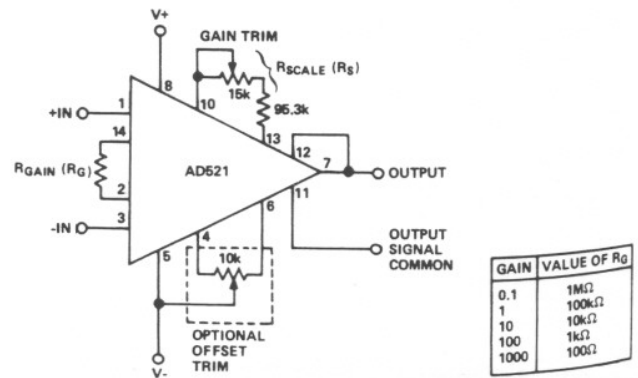 V+
GAIN TRIM
RSCALE (RS)
8
10
15k
95.3k
+IN
1
14
13
12
7
RGAIN (RG)
AD521
OUTPUT
2
11
-IN
3
6
4
5
10k
OUTPUT
SIGNAL
COMMON
OPTIONAL
OFFSET
TRIM
V-
GAIN VALUE OF RG
0.1 1MΩ
1 100kΩ
10 10kΩ
100 1kΩ
1000 100Ω